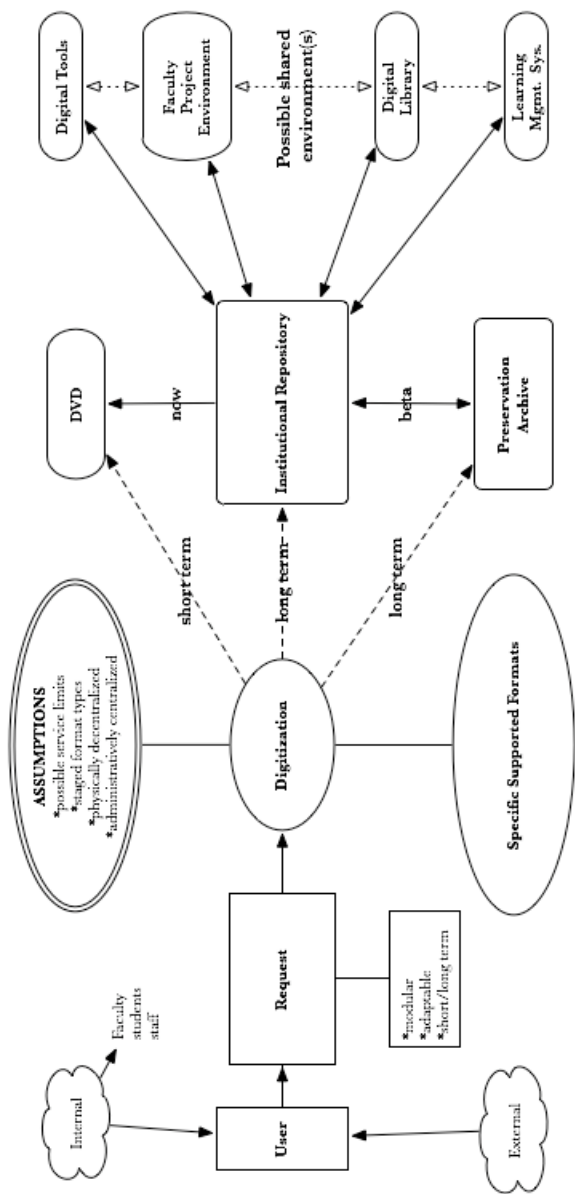 Internal
Faculty
students
staff
User
External
Request
*modular
*adaptable
*short/long term
ASSUMPTIONS
*possible service limits
*staged format types
*physically decentralized
*administratively centralized
Digitization
Specific Supported Formats
short term
long term
long term
DVD
now
Institutional Repository
beta
Preservation
Archive
Digital Tools
Faculty
Project
Environment
Possible shared
environment(s)
Digital
Library
Learning
Mgmt. Sys.